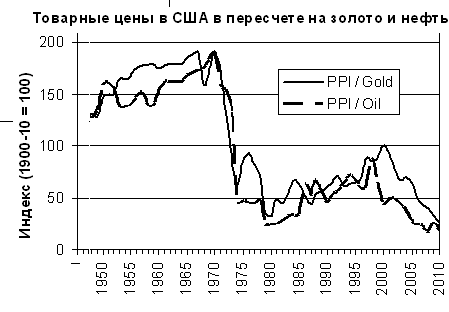 Товарные цены в США в пересчете на золото и нефть
Индекс (1900-10 = 100)
200
150
100
50
0
PPI / Gold
PPI / Oil
1 1950 1955 1960 1965 1970 1975 1980 1985 1990 1995 2000 2005 2010